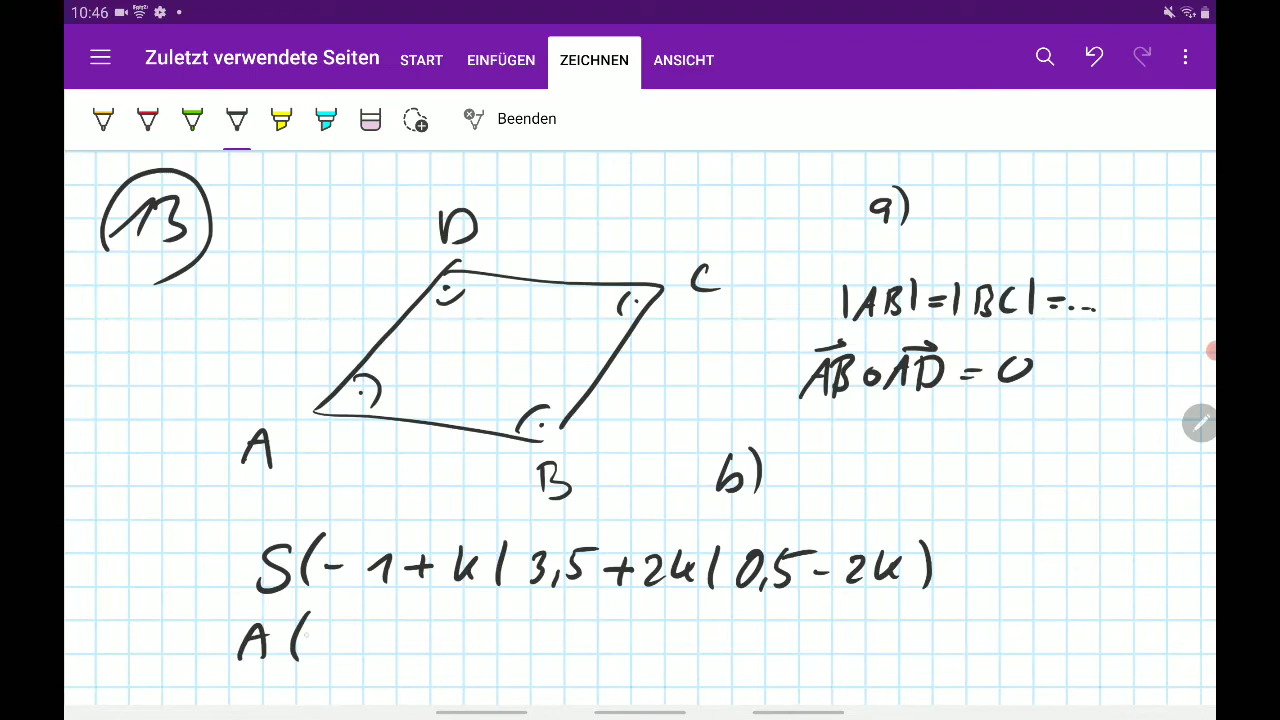 10:46
Zuletzt verwendete Seiten START EINFÜGEN ZEICHNEN ANSICHT
Beenden
13
D
C
A
B
a)
|AB|=|BC|=...
AB∘AD = 0
b)
S(-1+k|3,5+2k|0,5-2k)
A(